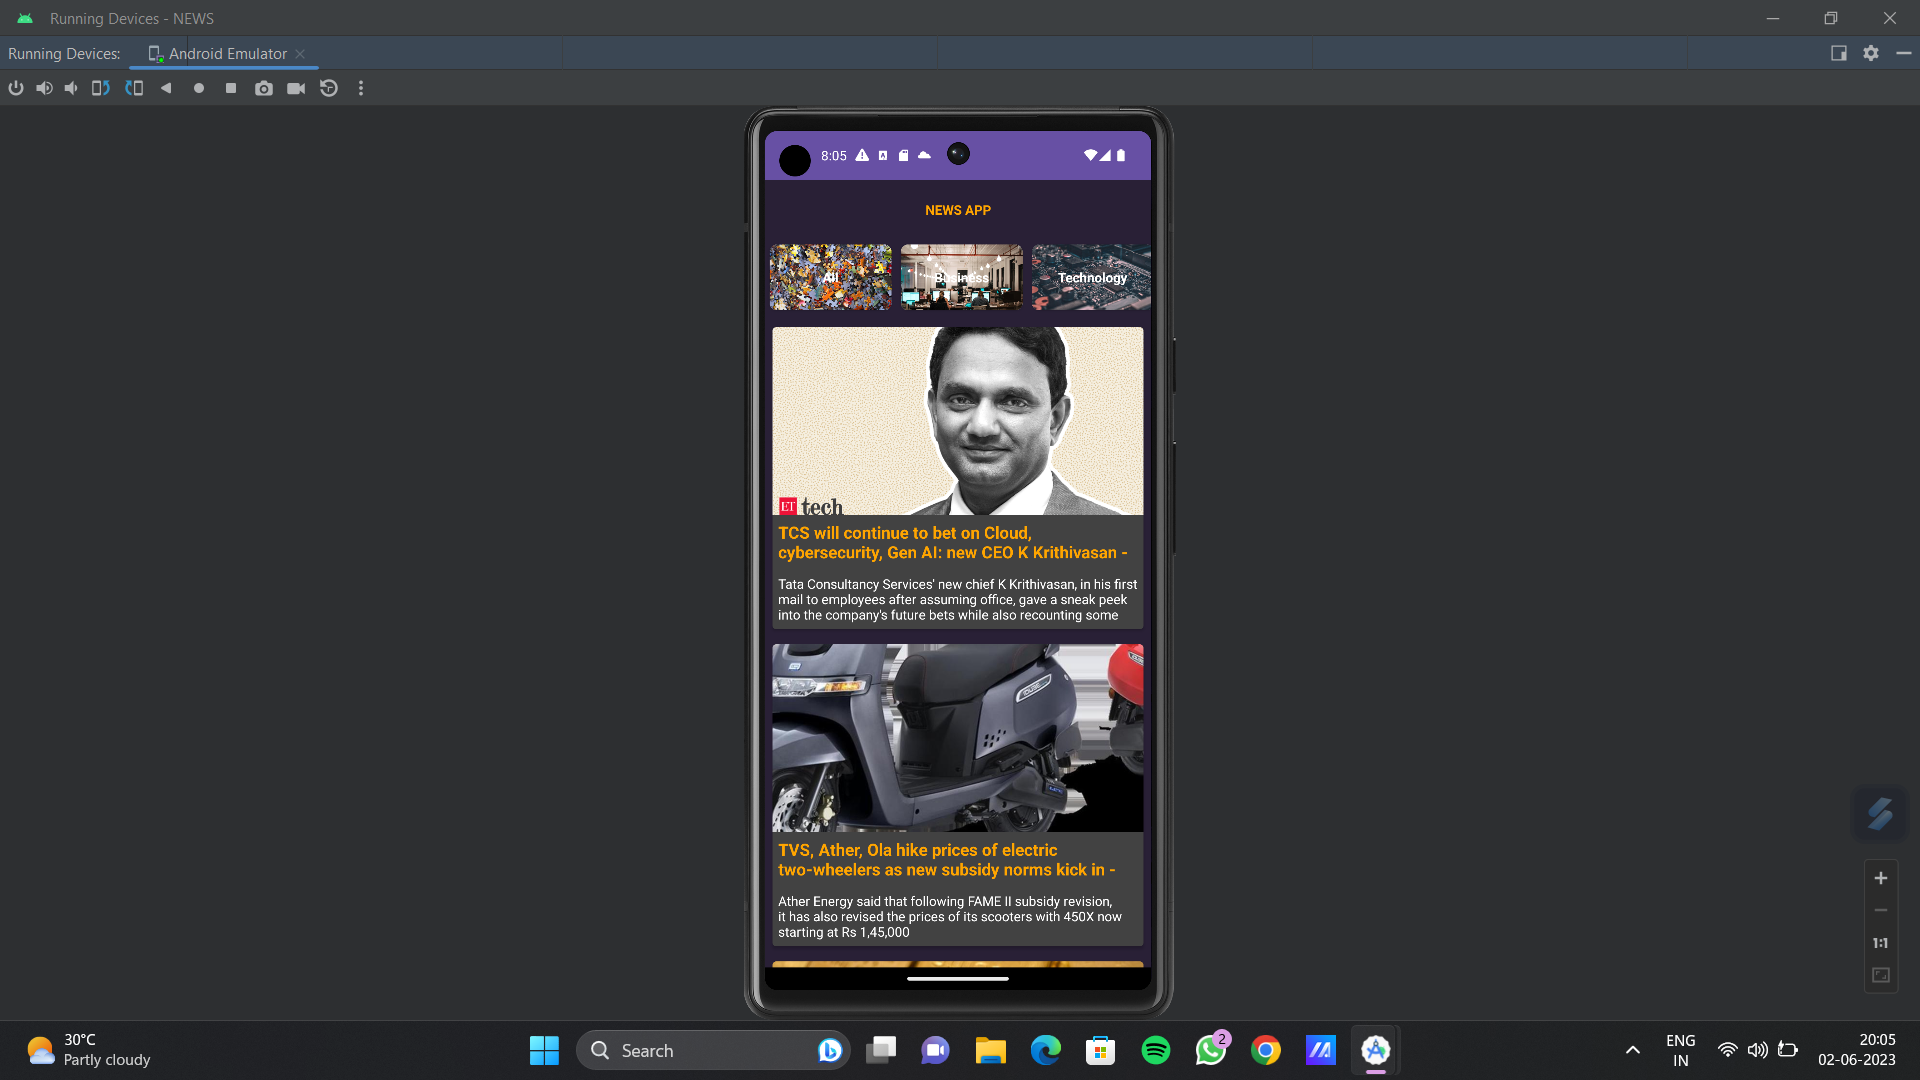 Running Devices - NEWS
Running Devices:
Android Emulator
8:05
NEWS APP
All
Business
Technology
ET tech
TCS will continue to bet on Cloud,
cybersecurity, Gen AI: new CEO K Krithivasan -
Tata Consultancy Services' new chief K Krithivasan, in his first
mail to employees after assuming office, gave a sneak peek
into the company's future bets while also recounting some
TVS, Ather, Ola hike prices of electric
two-wheelers as new subsidy norms kick in -
Ather Energy said that following FAME II subsidy revision,
it has also revised the prices of its scooters with 450X now
starting at Rs 1,45,000
1:1
30°C
Partly cloudy
Search
2
ENG
IN
20:05
02-06-2023